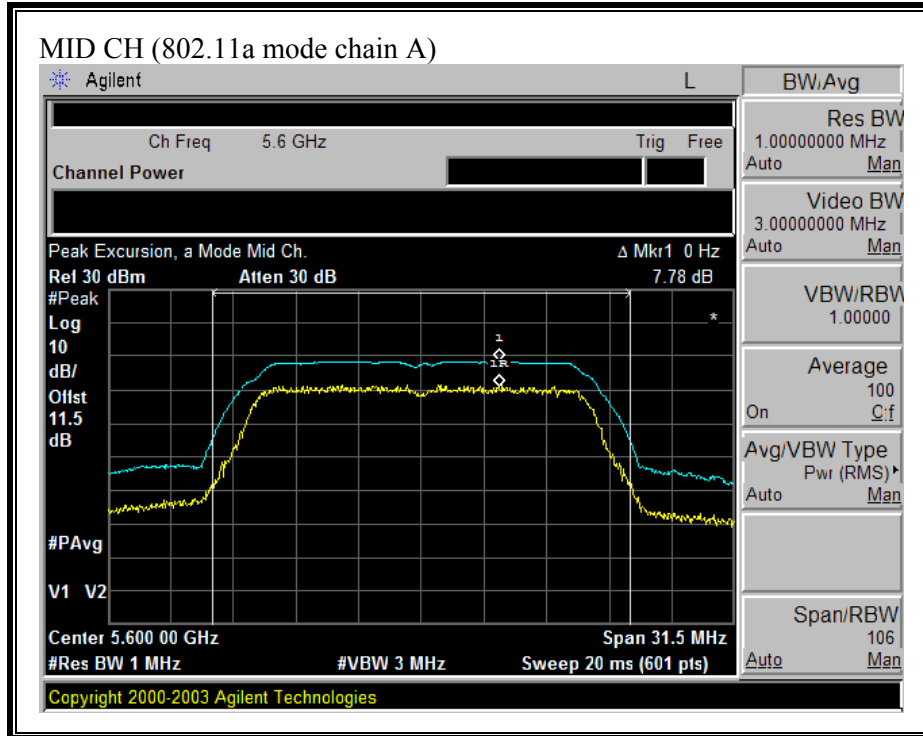 MID CH (802.11a mode chain A)
Agilent L
Ch Freq 5.6 GHz Trig Free
Channel Power
Peak Excursion, a Mode Mid Ch. Δ Mkr1 0 Hz
Ref 30 dBm Atten 30 dB 7.78 dB
#Peak
Log
10
dB/
Offst
11.5
dB
*
1
1R
#PAvg
V1 V2
Center 5.600 00 GHz Span 31.5 MHz
#Res BW 1 MHz #VBW 3 MHz Sweep 20 ms (601 pts)
Copyright 2000-2003 Agilent Technologies
BW/Avg
Res BW
1.00000000 MHz
Auto Man
Video BW
3.00000000 MHz
Auto Man
VBW/RBW
1.00000
Average
100
On Off
Avg/VBW Type
Pwr (RMS)
Auto Man
Span/RBW
106
Auto Man